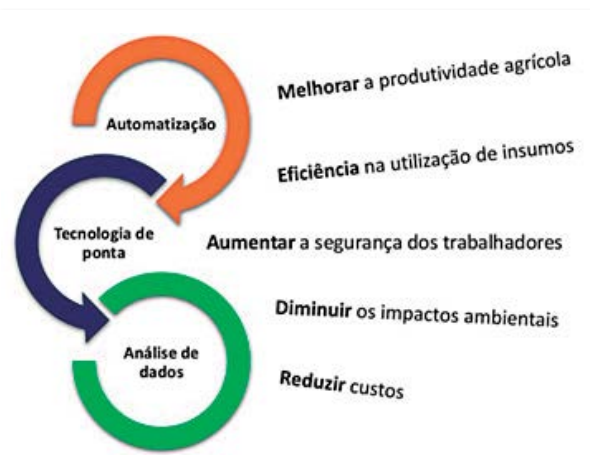 Automatização
Tecnologia de
ponta
Análise de
dados
Melhorar a produtividade agrícola
Eficiência na utilização de insumos
Aumentar a segurança dos trabalhadores
Diminuir os impactos ambientais
Reduzir custos